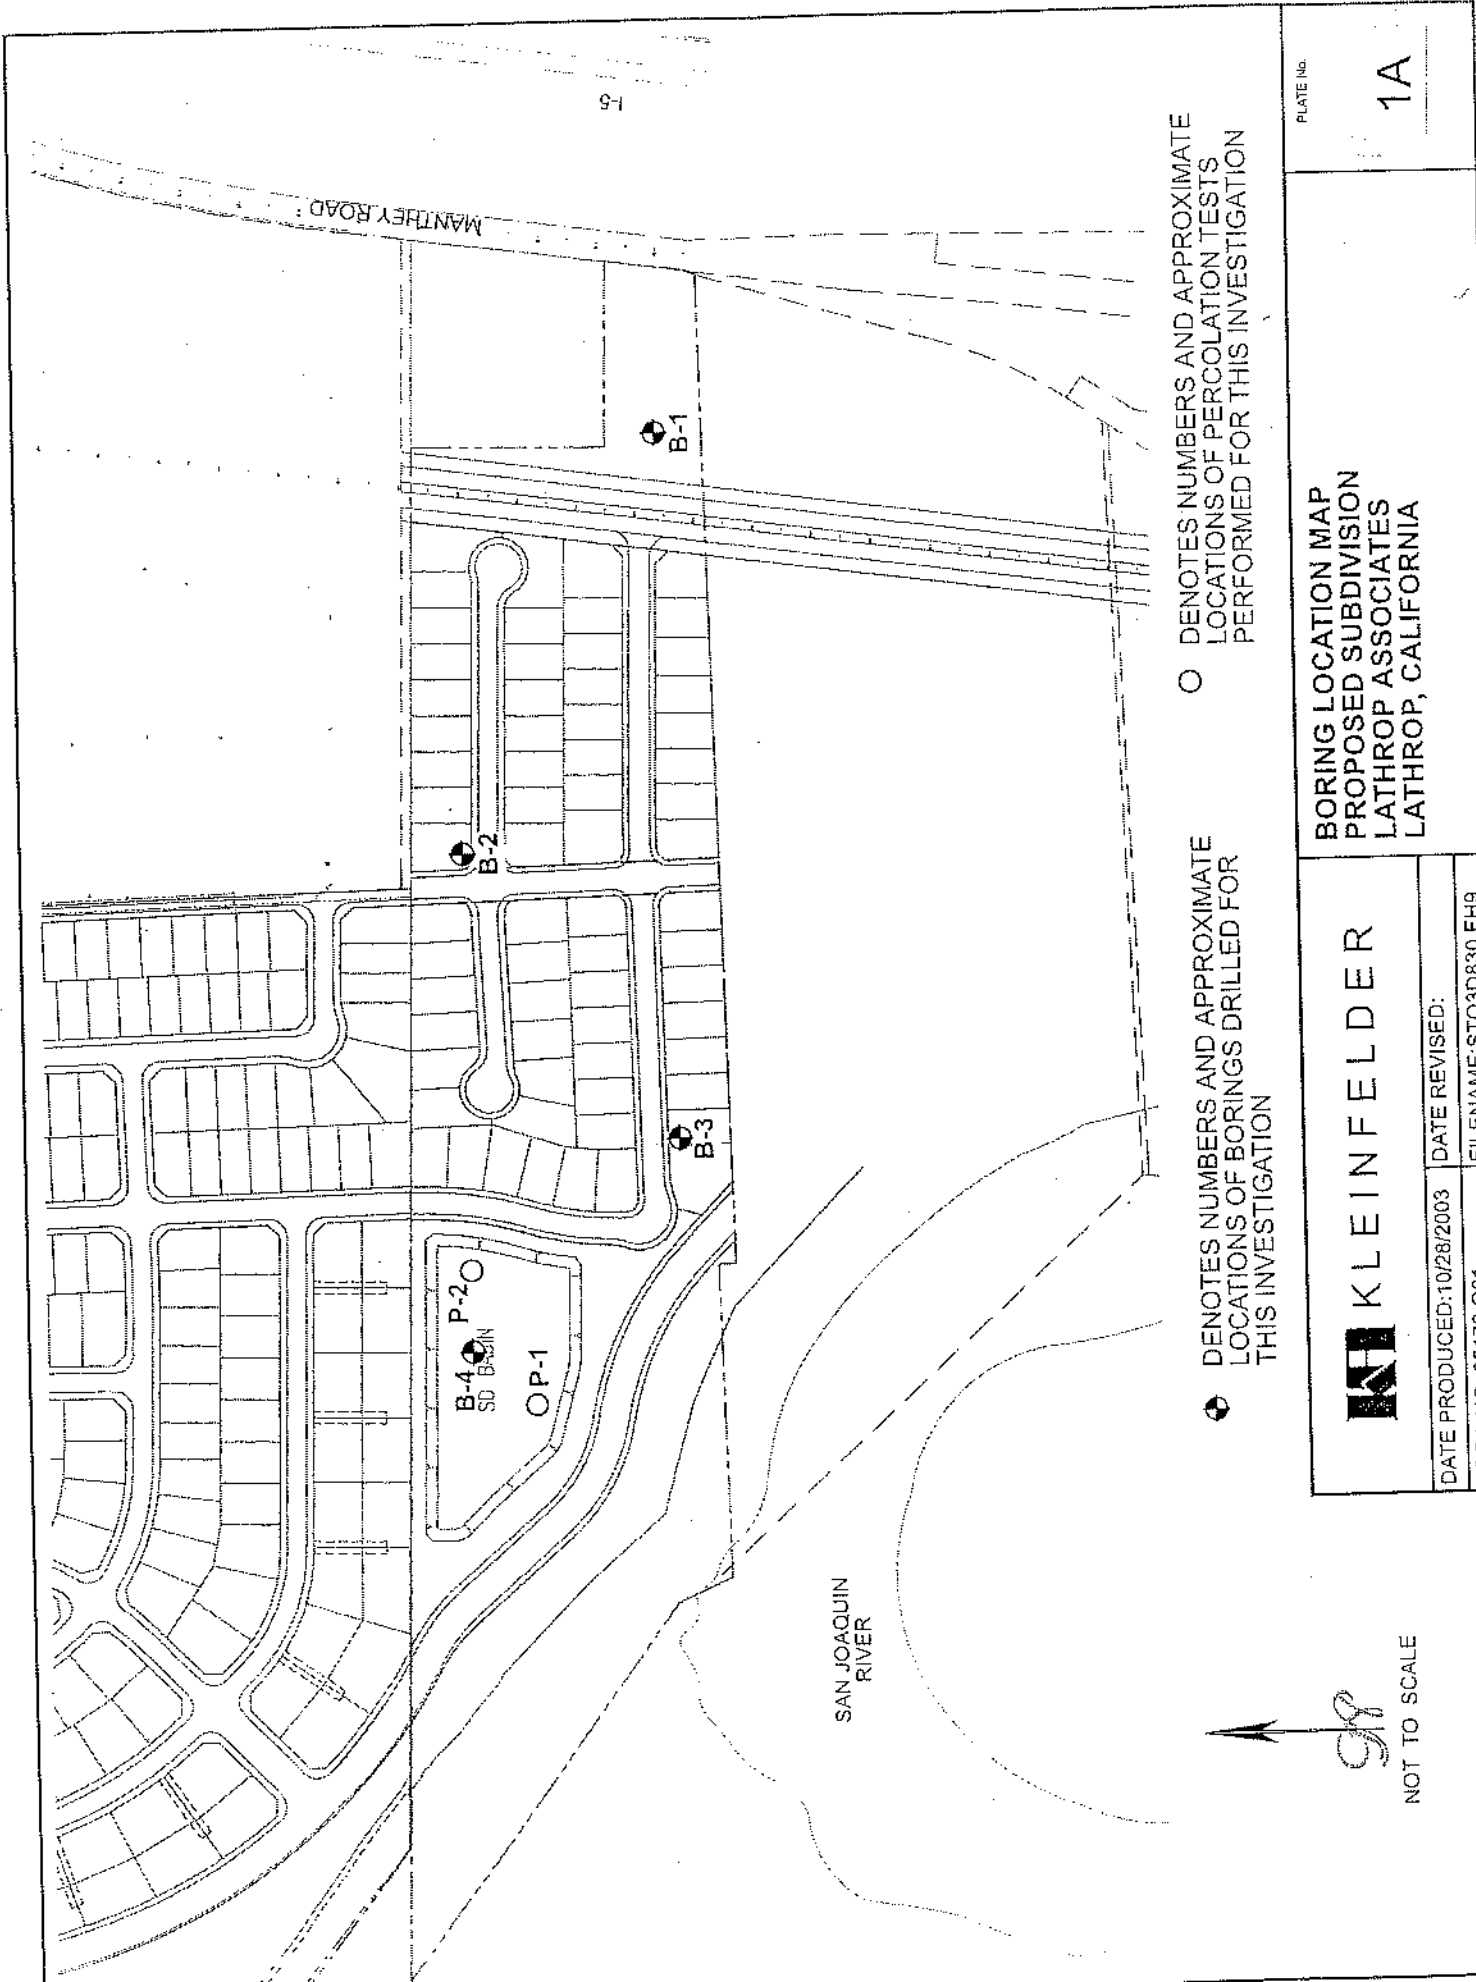 I-5
MANTHEY ROAD
B-1
B-2
B-3
B-4
SD BASIN
P-2
P-1
SAN JOAQUIN
RIVER
NOT TO SCALE
DENOTES NUMBERS AND APPROXIMATE
LOCATIONS OF BORINGS DRILLED FOR
THIS INVESTIGATION
DENOTES NUMBERS AND APPROXIMATE
LOCATIONS OF PERCOLATION TESTS
PERFORMED FOR THIS INVESTIGATION
KLEINFELDER
DATE PRODUCED:10/28/2003
DATE REVISED:
FILENAME:STO3D830.FH9
BORING LOCATION MAP
PROPOSED SUBDIVISION
LATHROP ASSOCIATES
LATHROP, CALIFORNIA
PLATE No.
1A